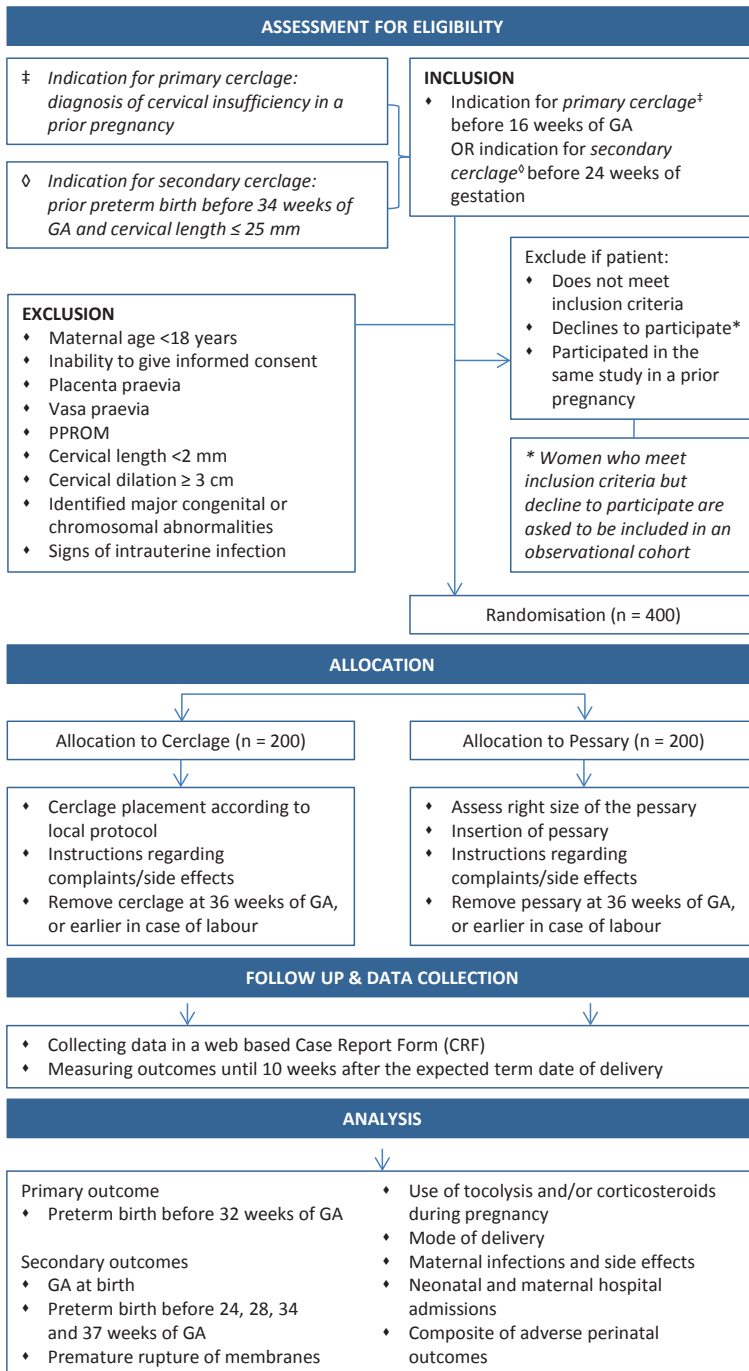 ASSESSMENT FOR ELIGIBILITY
‡ Indication for primary cerclage:
diagnosis of cervical insufficiency in a
prior pregnancy
◊ Indication for secondary cerclage:
prior preterm birth before 34 weeks of
GA and cervical length ≤ 25 mm
INCLUSION
♦ Indication for primary cerclage‡
before 16 weeks of GA
OR indication for secondary
cerclage◊ before 24 weeks of
gestation
EXCLUSION
♦ Maternal age <18 years
♦ Inability to give informed consent
♦ Placenta praevia
♦ Vasa praevia
♦ PPROM
♦ Cervical length <2 mm
♦ Cervical dilation ≥ 3 cm
♦ Identified major congenital or
chromosomal abnormalities
♦ Signs of intrauterine infection
Exclude if patient:
♦ Does not meet
inclusion criteria
♦ Declines to participate*
♦ Participated in the
same study in a prior
pregnancy
* Women who meet
inclusion criteria but
decline to participate are
asked to be included in an
observational cohort
Randomisation (n = 400)
ALLOCATION
Allocation to Cerclage (n = 200)
♦ Cerclage placement according to
local protocol
♦ Instructions regarding
complaints/side effects
♦ Remove cerclage at 36 weeks of GA,
or earlier in case of labour
Allocation to Pessary (n = 200)
♦ Assess right size of the pessary
♦ Insertion of pessary
♦ Instructions regarding
complaints/side effects
♦ Remove pessary at 36 weeks of GA,
or earlier in case of labour
FOLLOW UP & DATA COLLECTION
♦ Collecting data in a web based Case Report Form (CRF)
♦ Measuring outcomes until 10 weeks after the expected term date of delivery
ANALYSIS
Primary outcome
♦ Preterm birth before 32 weeks of GA
Secondary outcomes
♦ GA at birth
♦ Preterm birth before 24, 28, 34
and 37 weeks of GA
♦ Premature rupture of membranes
♦ Use of tocolysis and/or corticosteroids
during pregnancy
♦ Mode of delivery
♦ Maternal infections and side effects
♦ Neonatal and maternal hospital
admissions
♦ Composite of adverse perinatal
outcomes